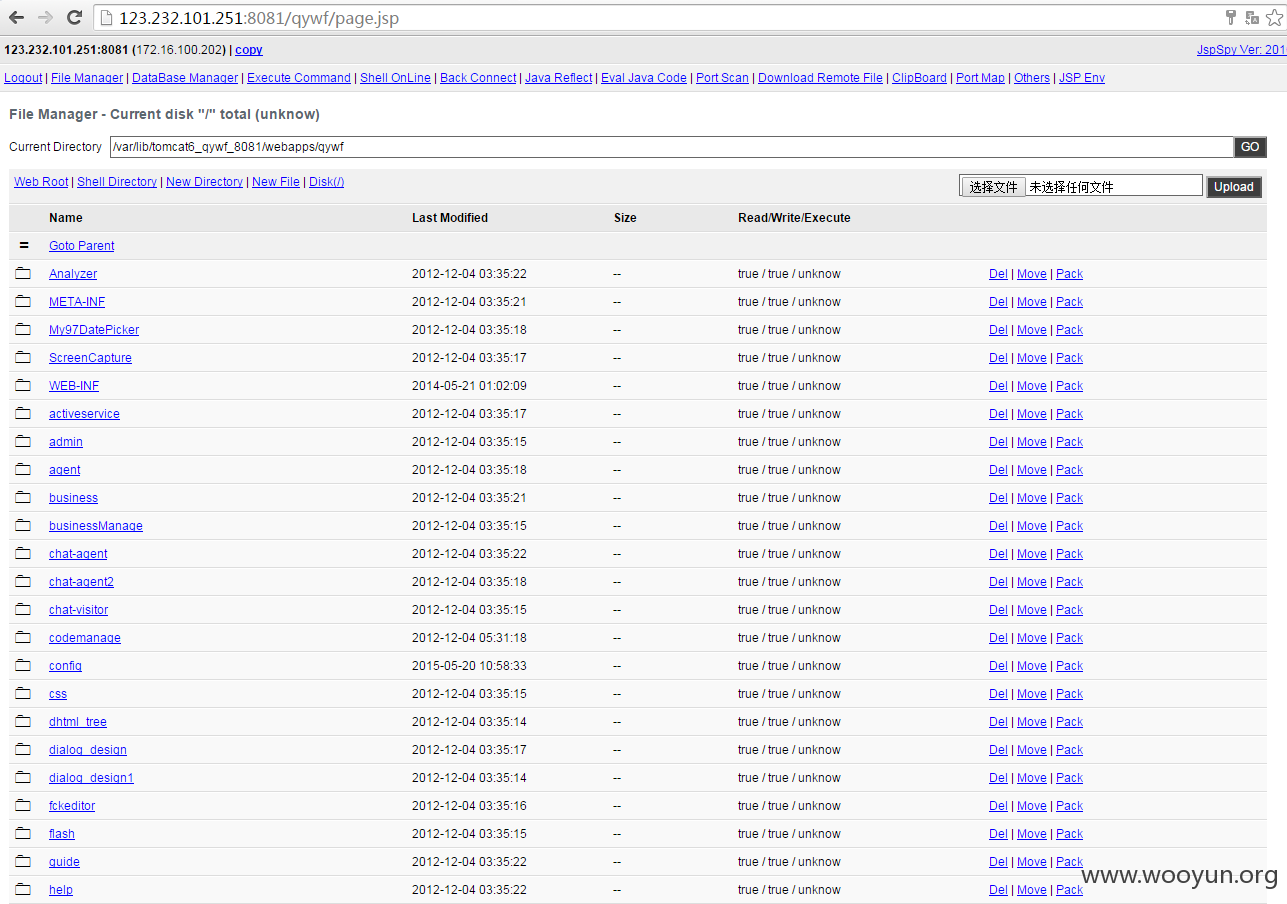 123.232.101.251:8081/qywf/page.jsp
123.232.101.251:8081 (172.16.100.202) | copy JspSpy Ver: 201
Logout | File Manager | DataBase Manager | Execute Command | Shell OnLine | Back Connect | Java Reflect | Eval Java Code | Port Scan | Download Remote File | ClipBoard | Port Map | Others | JSP Env
File Manager - Current disk "/" total (unknow)
Current Directory /var/lib/tomcat6_qywf_8081/webapps/qywf GO
Web Root | Shell Directory | New Directory | New File | Disk(/) 选择文件 未选择任何文件 Upload
Name Last Modified Size Read/Write/Execute
= Goto Parent
Analyzer 2012-12-04 03:35:22 -- true / true / unknow Del | Move | Pack
META-INF 2012-12-04 03:35:21 -- true / true / unknow Del | Move | Pack
My97DatePicker 2012-12-04 03:35:18 -- true / true / unknow Del | Move | Pack
ScreenCapture 2012-12-04 03:35:17 -- true / true / unknow Del | Move | Pack
WEB-INF 2014-05-21 01:02:09 -- true / true / unknow Del | Move | Pack
activeservice 2012-12-04 03:35:17 -- true / true / unknow Del | Move | Pack
admin 2012-12-04 03:35:15 -- true / true / unknow Del | Move | Pack
agent 2012-12-04 03:35:18 -- true / true / unknow Del | Move | Pack
business 2012-12-04 03:35:21 -- true / true / unknow Del | Move | Pack
businessManage 2012-12-04 03:35:15 -- true / true / unknow Del | Move | Pack
chat-agent 2012-12-04 03:35:22 -- true / true / unknow Del | Move | Pack
chat-agent2 2012-12-04 03:35:18 -- true / true / unknow Del | Move | Pack
chat-visitor 2012-12-04 03:35:15 -- true / true / unknow Del | Move | Pack
codemanage 2012-12-04 05:31:18 -- true / true / unknow Del | Move | Pack
config 2015-05-20 10:58:33 -- true / true / unknow Del | Move | Pack
css 2012-12-04 03:35:15 -- true / true / unknow Del | Move | Pack
dhtml_tree 2012-12-04 03:35:14 -- true / true / unknow Del | Move | Pack
dialog_design 2012-12-04 03:35:17 -- true / true / unknow Del | Move | Pack
dialog_design1 2012-12-04 03:35:14 -- true / true / unknow Del | Move | Pack
fckeditor 2012-12-04 03:35:16 -- true / true / unknow Del | Move | Pack
flash 2012-12-04 03:35:15 -- true / true / unknow Del | Move | Pack
guide 2012-12-04 03:35:22 -- true / true / unknow Del | Move | Pack
help 2012-12-04 03:35:22 -- true / true / unknow Del | Move | Pack
www.wooyun.org